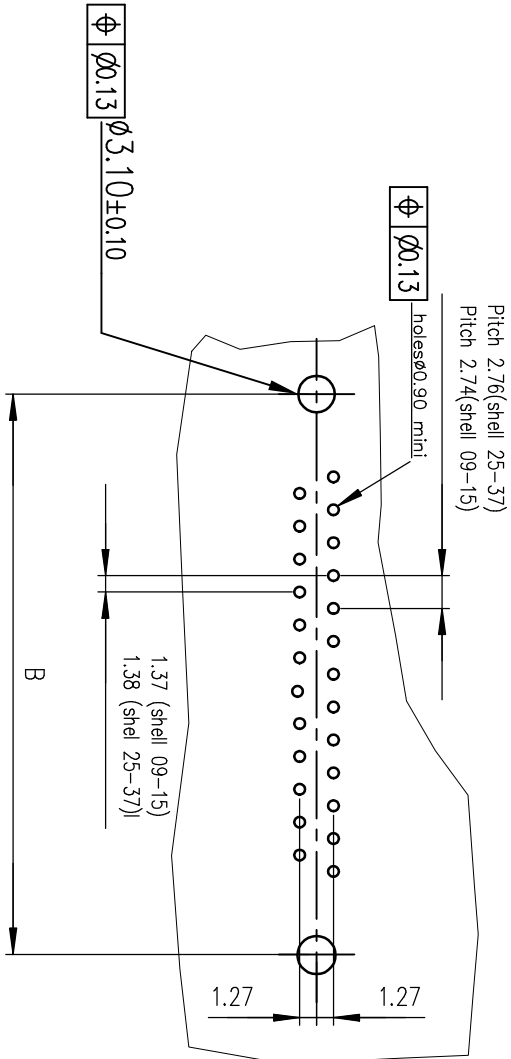 Pitch 2.76(shell 25-37)
Pitch 2.74(shell 09-15)
⌖ Ø0.13
holesø0.90 mini
⌖ Ø0.13
Ø3.10±0.10
1.37 (shell 09-15)
1.38 (shel 25-37)l
B
1.27
1.27